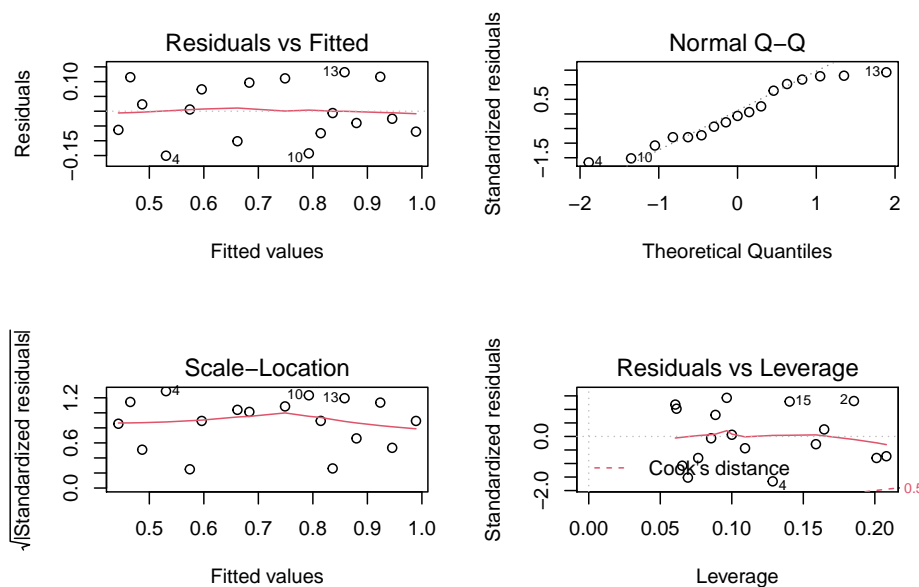 Residuals vs Fitted
Residuals
0.10
−0.15
13
4
10
0.5 0.6 0.7 0.8 0.9 1.0
Fitted values
Normal Q−Q
Standardized residuals
0.5
−1.5
13
4
10
−2 −1 0 1 2
Theoretical Quantiles
Scale−Location
√|Standardized residuals|
1.2
0.6
0.0
4
10
13
0.5 0.6 0.7 0.8 0.9 1.0
Fitted values
Residuals vs Leverage
Standardized residuals
0.0
−2.0
15
2
Cook's distance
4
0.5
0.00 0.05 0.10 0.15 0.20
Leverage